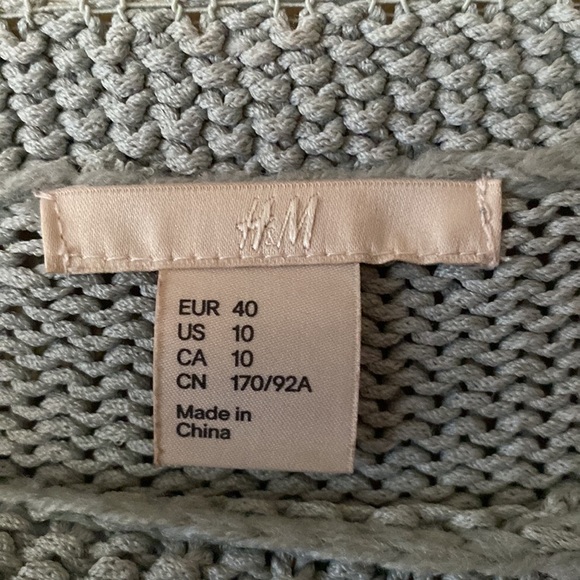 H&M
EUR 40
US 10
CA 10
CN 170/92A
Made in
China